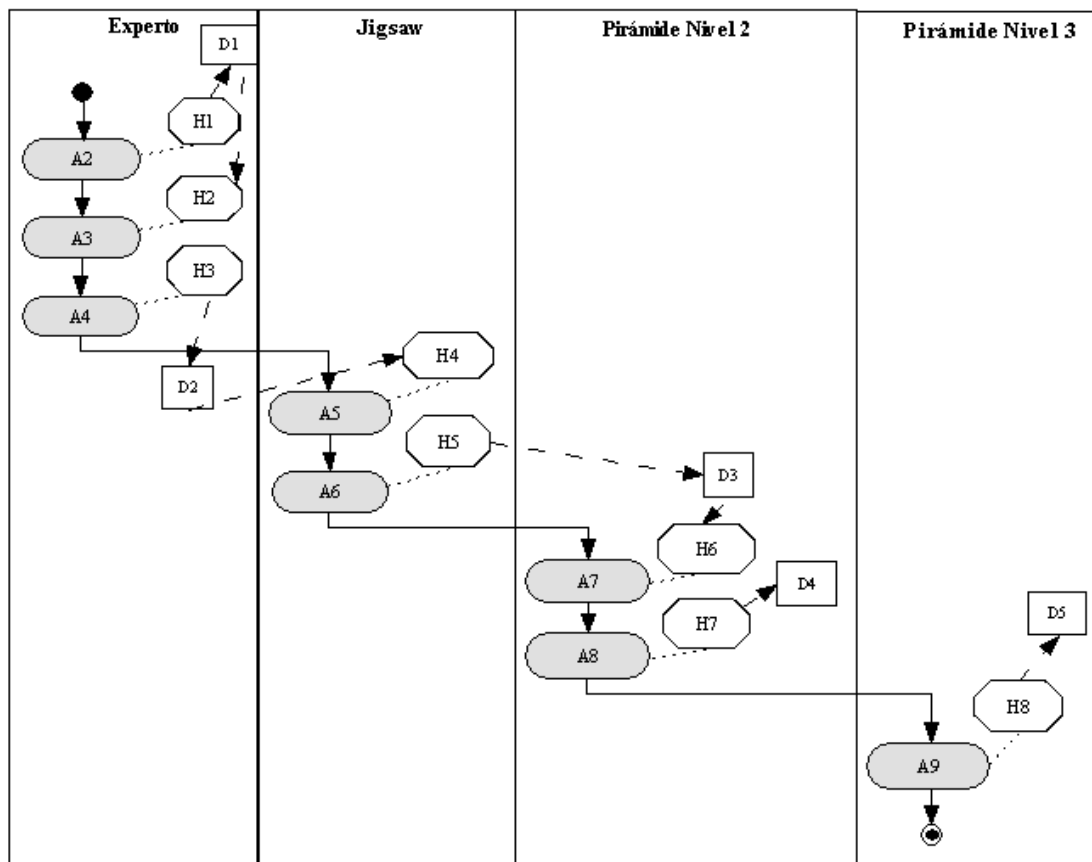 Experto
Jigsaw
Pirámide Nivel 2
Pirámide Nivel 3
D1
H1
A2
H2
A3
H3
A4
D2
H4
A5
H5
A6
D3
H6
A7
D4
H7
A8
D5
H8
A9